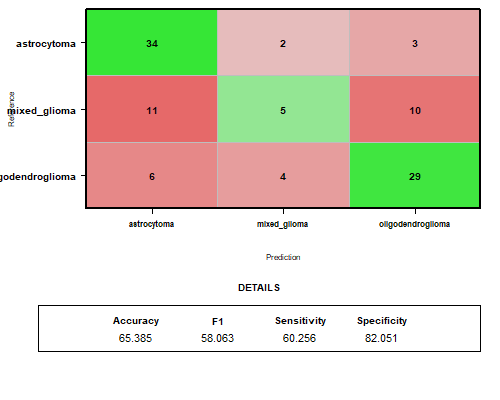 astrocytoma 34 2 3
Reference
mixed_glioma 11 5 10
godendroglioma 6 4 29
astrocytoma mixed_glioma oligodendroglioma
Prediction
DETAILS
Accuracy F1 Sensitivity Specificity
65.385 58.063 60.256 82.051